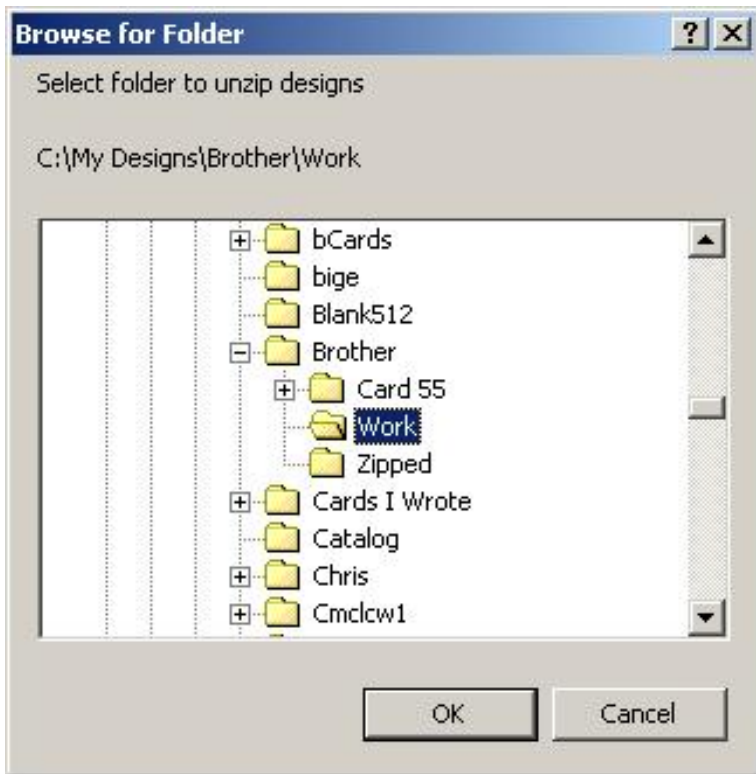 Browse for Folder
Select folder to unzip designs
C:\My Designs\Brother\Work
bCards
bige
Blank512
Brother
Card 55
Work
Zipped
Cards I Wrote
Catalog
Chris
Cmclcw1
OK Cancel